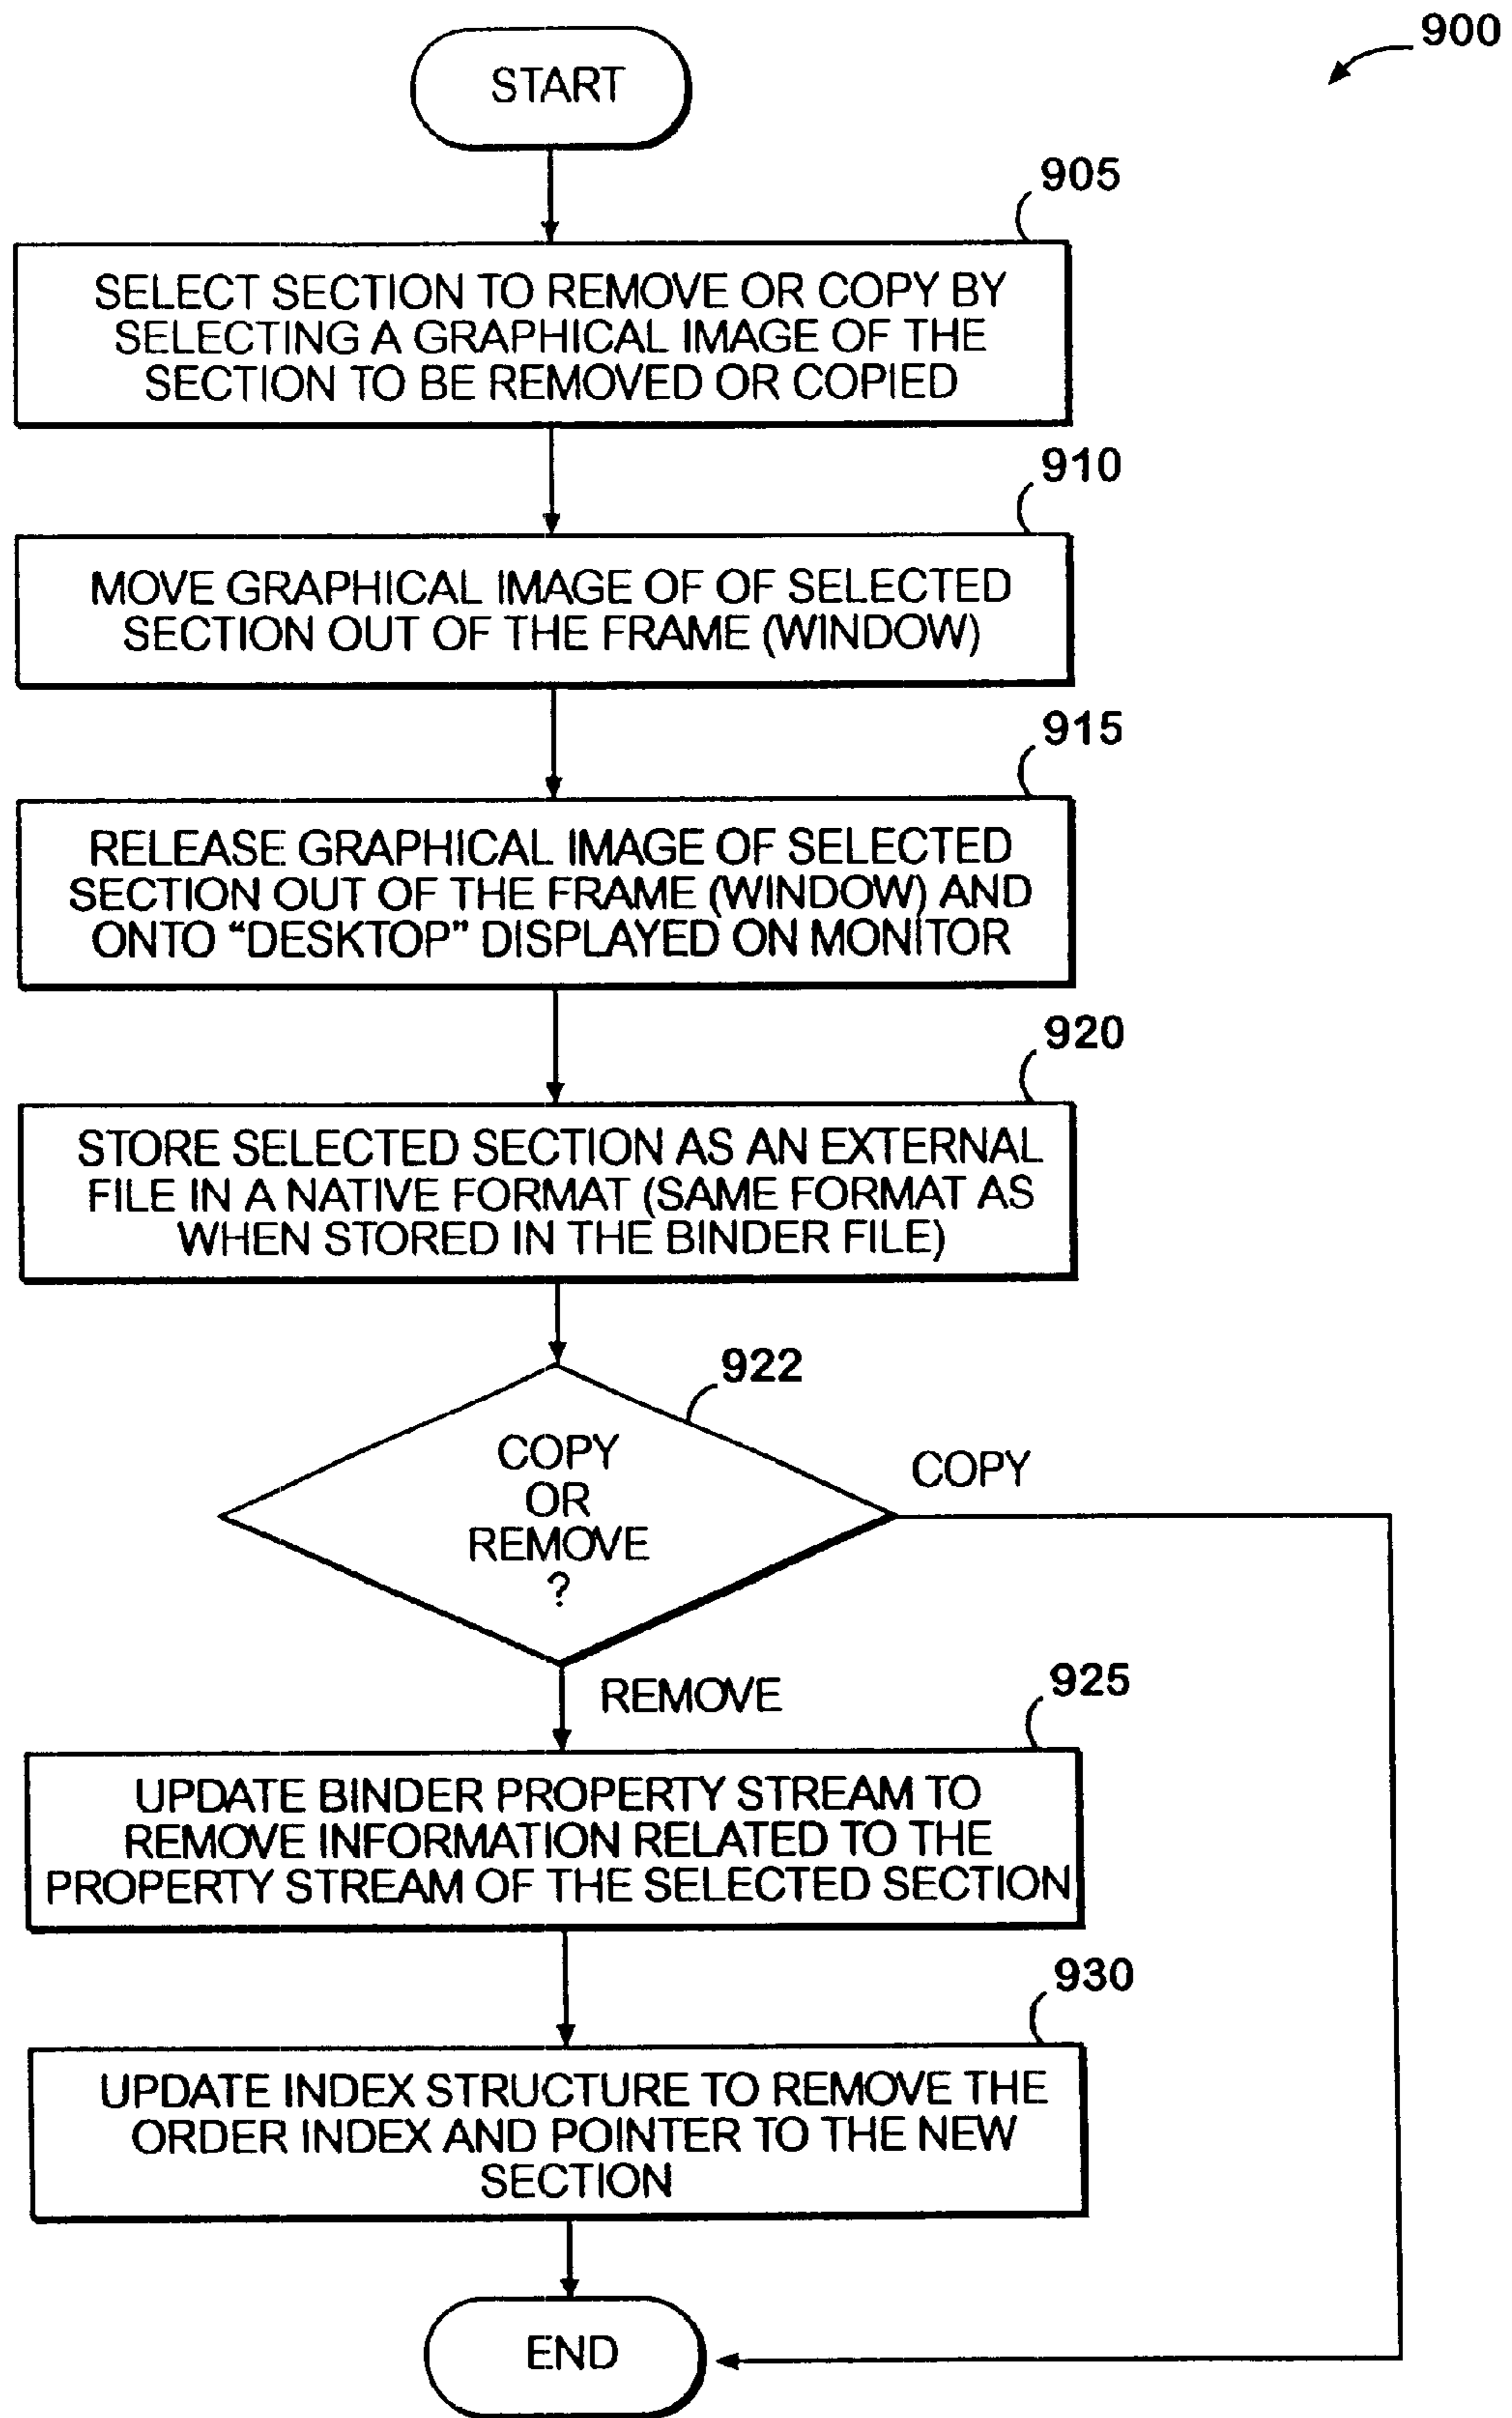 900
START
905
SELECT SECTION TO REMOVE OR COPY BY
SELECTING A GRAPHICAL IMAGE OF THE
SECTION TO BE REMOVED OR COPIED
910
MOVE GRAPHICAL IMAGE OF OF SELECTED
SECTION OUT OF THE FRAME (WINDOW)
915
RELEASE GRAPHICAL IMAGE OF SELECTED
SECTION OUT OF THE FRAME (WINDOW) AND
ONTO “DESKTOP” DISPLAYED ON MONITOR
920
STORE SELECTED SECTION AS AN EXTERNAL
FILE IN A NATIVE FORMAT (SAME FORMAT AS
WHEN STORED IN THE BINDER FILE)
922
COPY
OR
REMOVE
?
COPY
REMOVE
925
UPDATE BINDER PROPERTY STREAM TO
REMOVE INFORMATION RELATED TO THE
PROPERTY STREAM OF THE SELECTED SECTION
930
UPDATE INDEX STRUCTURE TO REMOVE THE
ORDER INDEX AND POINTER TO THE NEW
SECTION
END